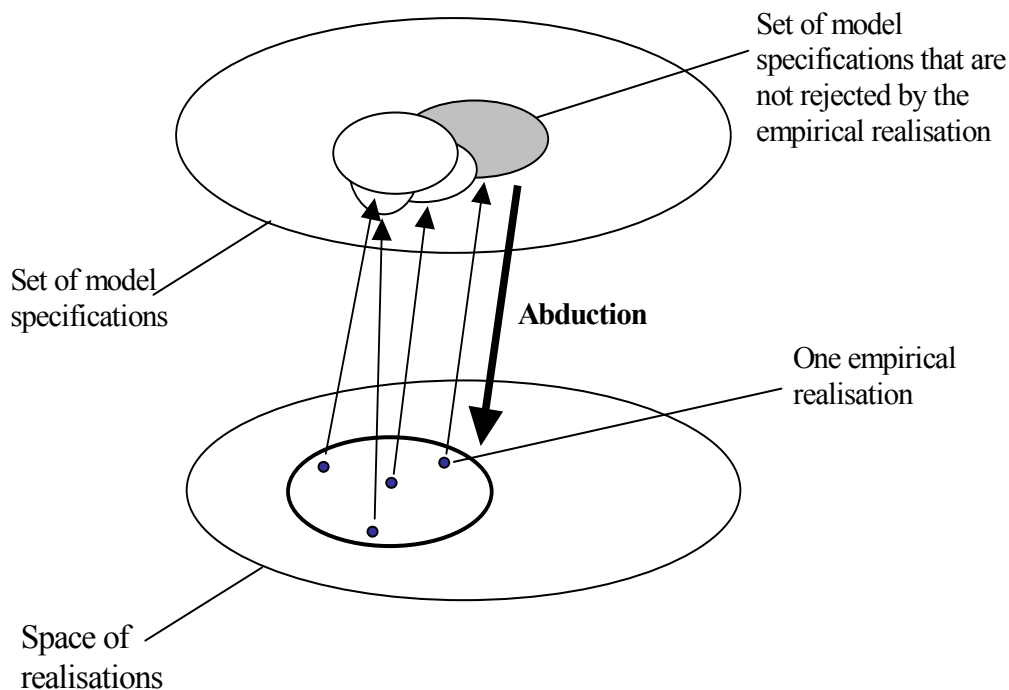 Set of model
specifications that are
not rejected by the
empirical realisation
Set of model
specifications
Abduction
One empirical
realisation
Space of
realisations